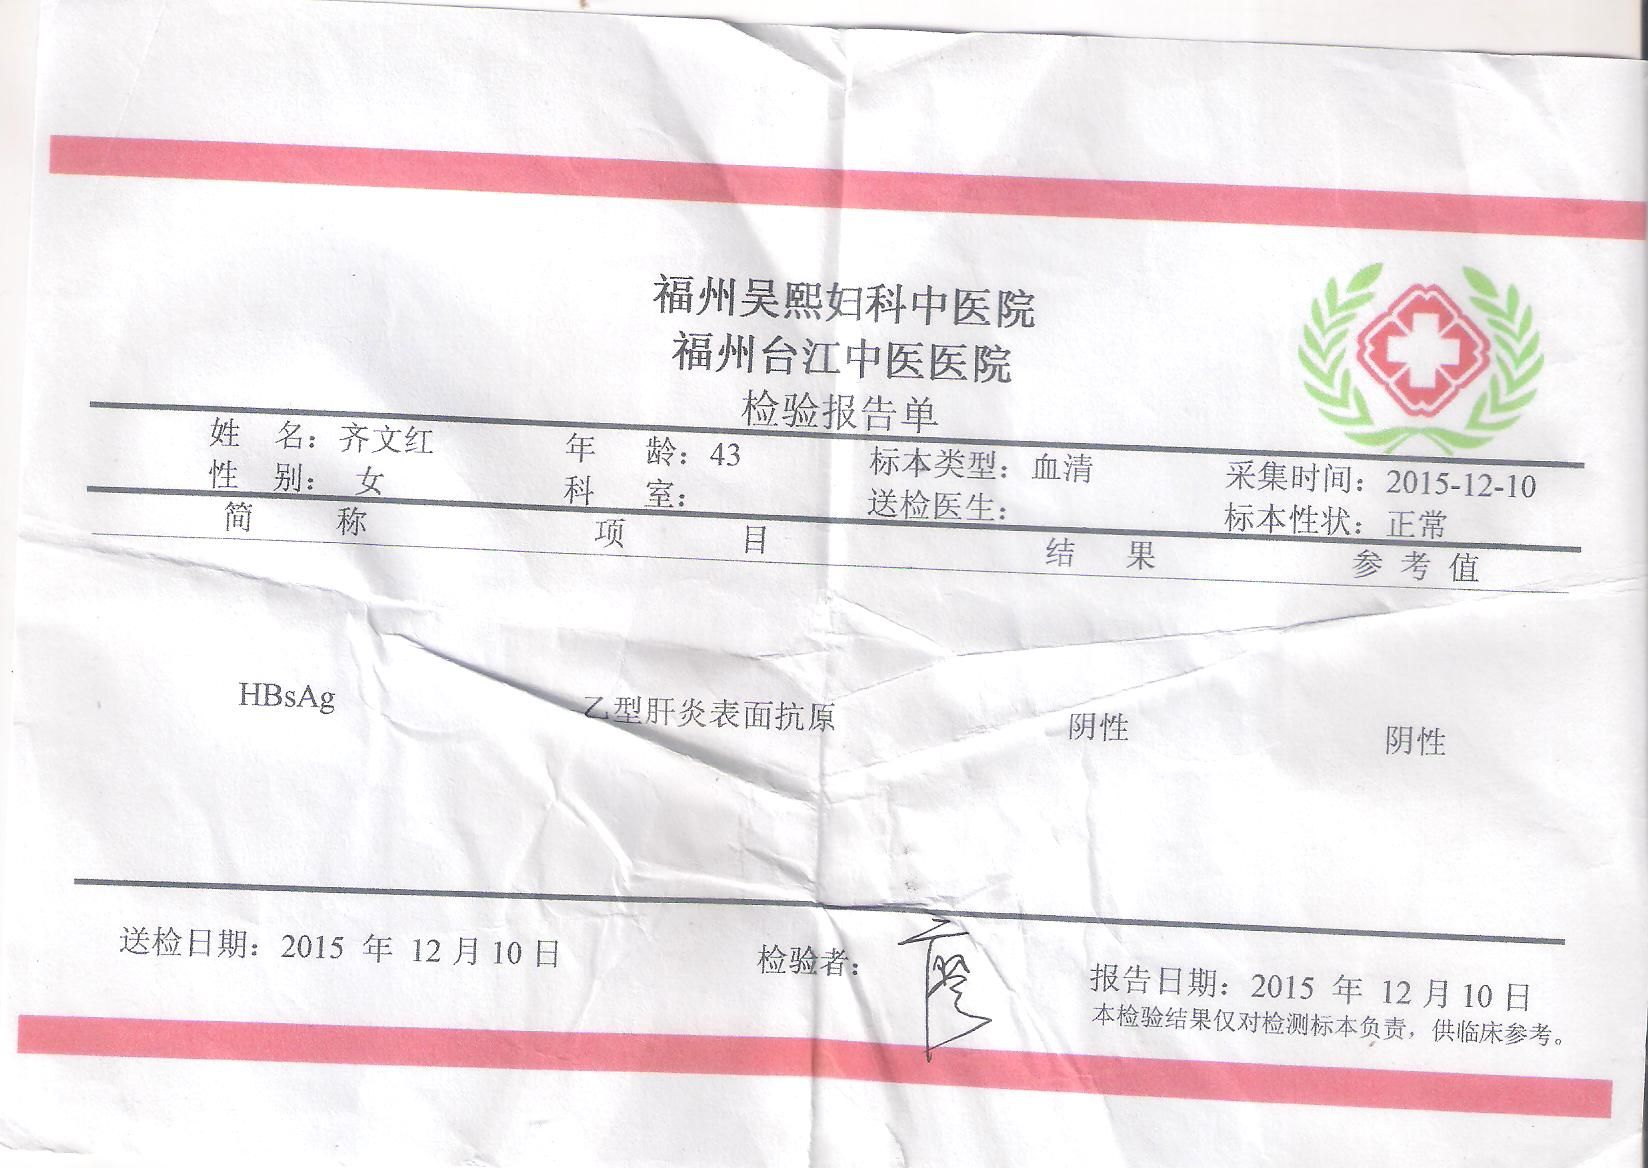 福州吴熙妇科中医院
福州台江中医医院
检验报告单
姓 名：齐文红 年 龄：43 标本类型：血清 采集时间：2015-12-10
性 别：女 科 室： 送检医生： 标本性状：正常
简 称 项 目 结 果 参 考 值
HBsAg 乙型肝炎表面抗原 阴性 阴性
送检日期：2015 年 12 月 10 日 检验者： 报告日期：2015 年 12 月 10 日
本检验结果仅对检测标本负责，供临床参考。